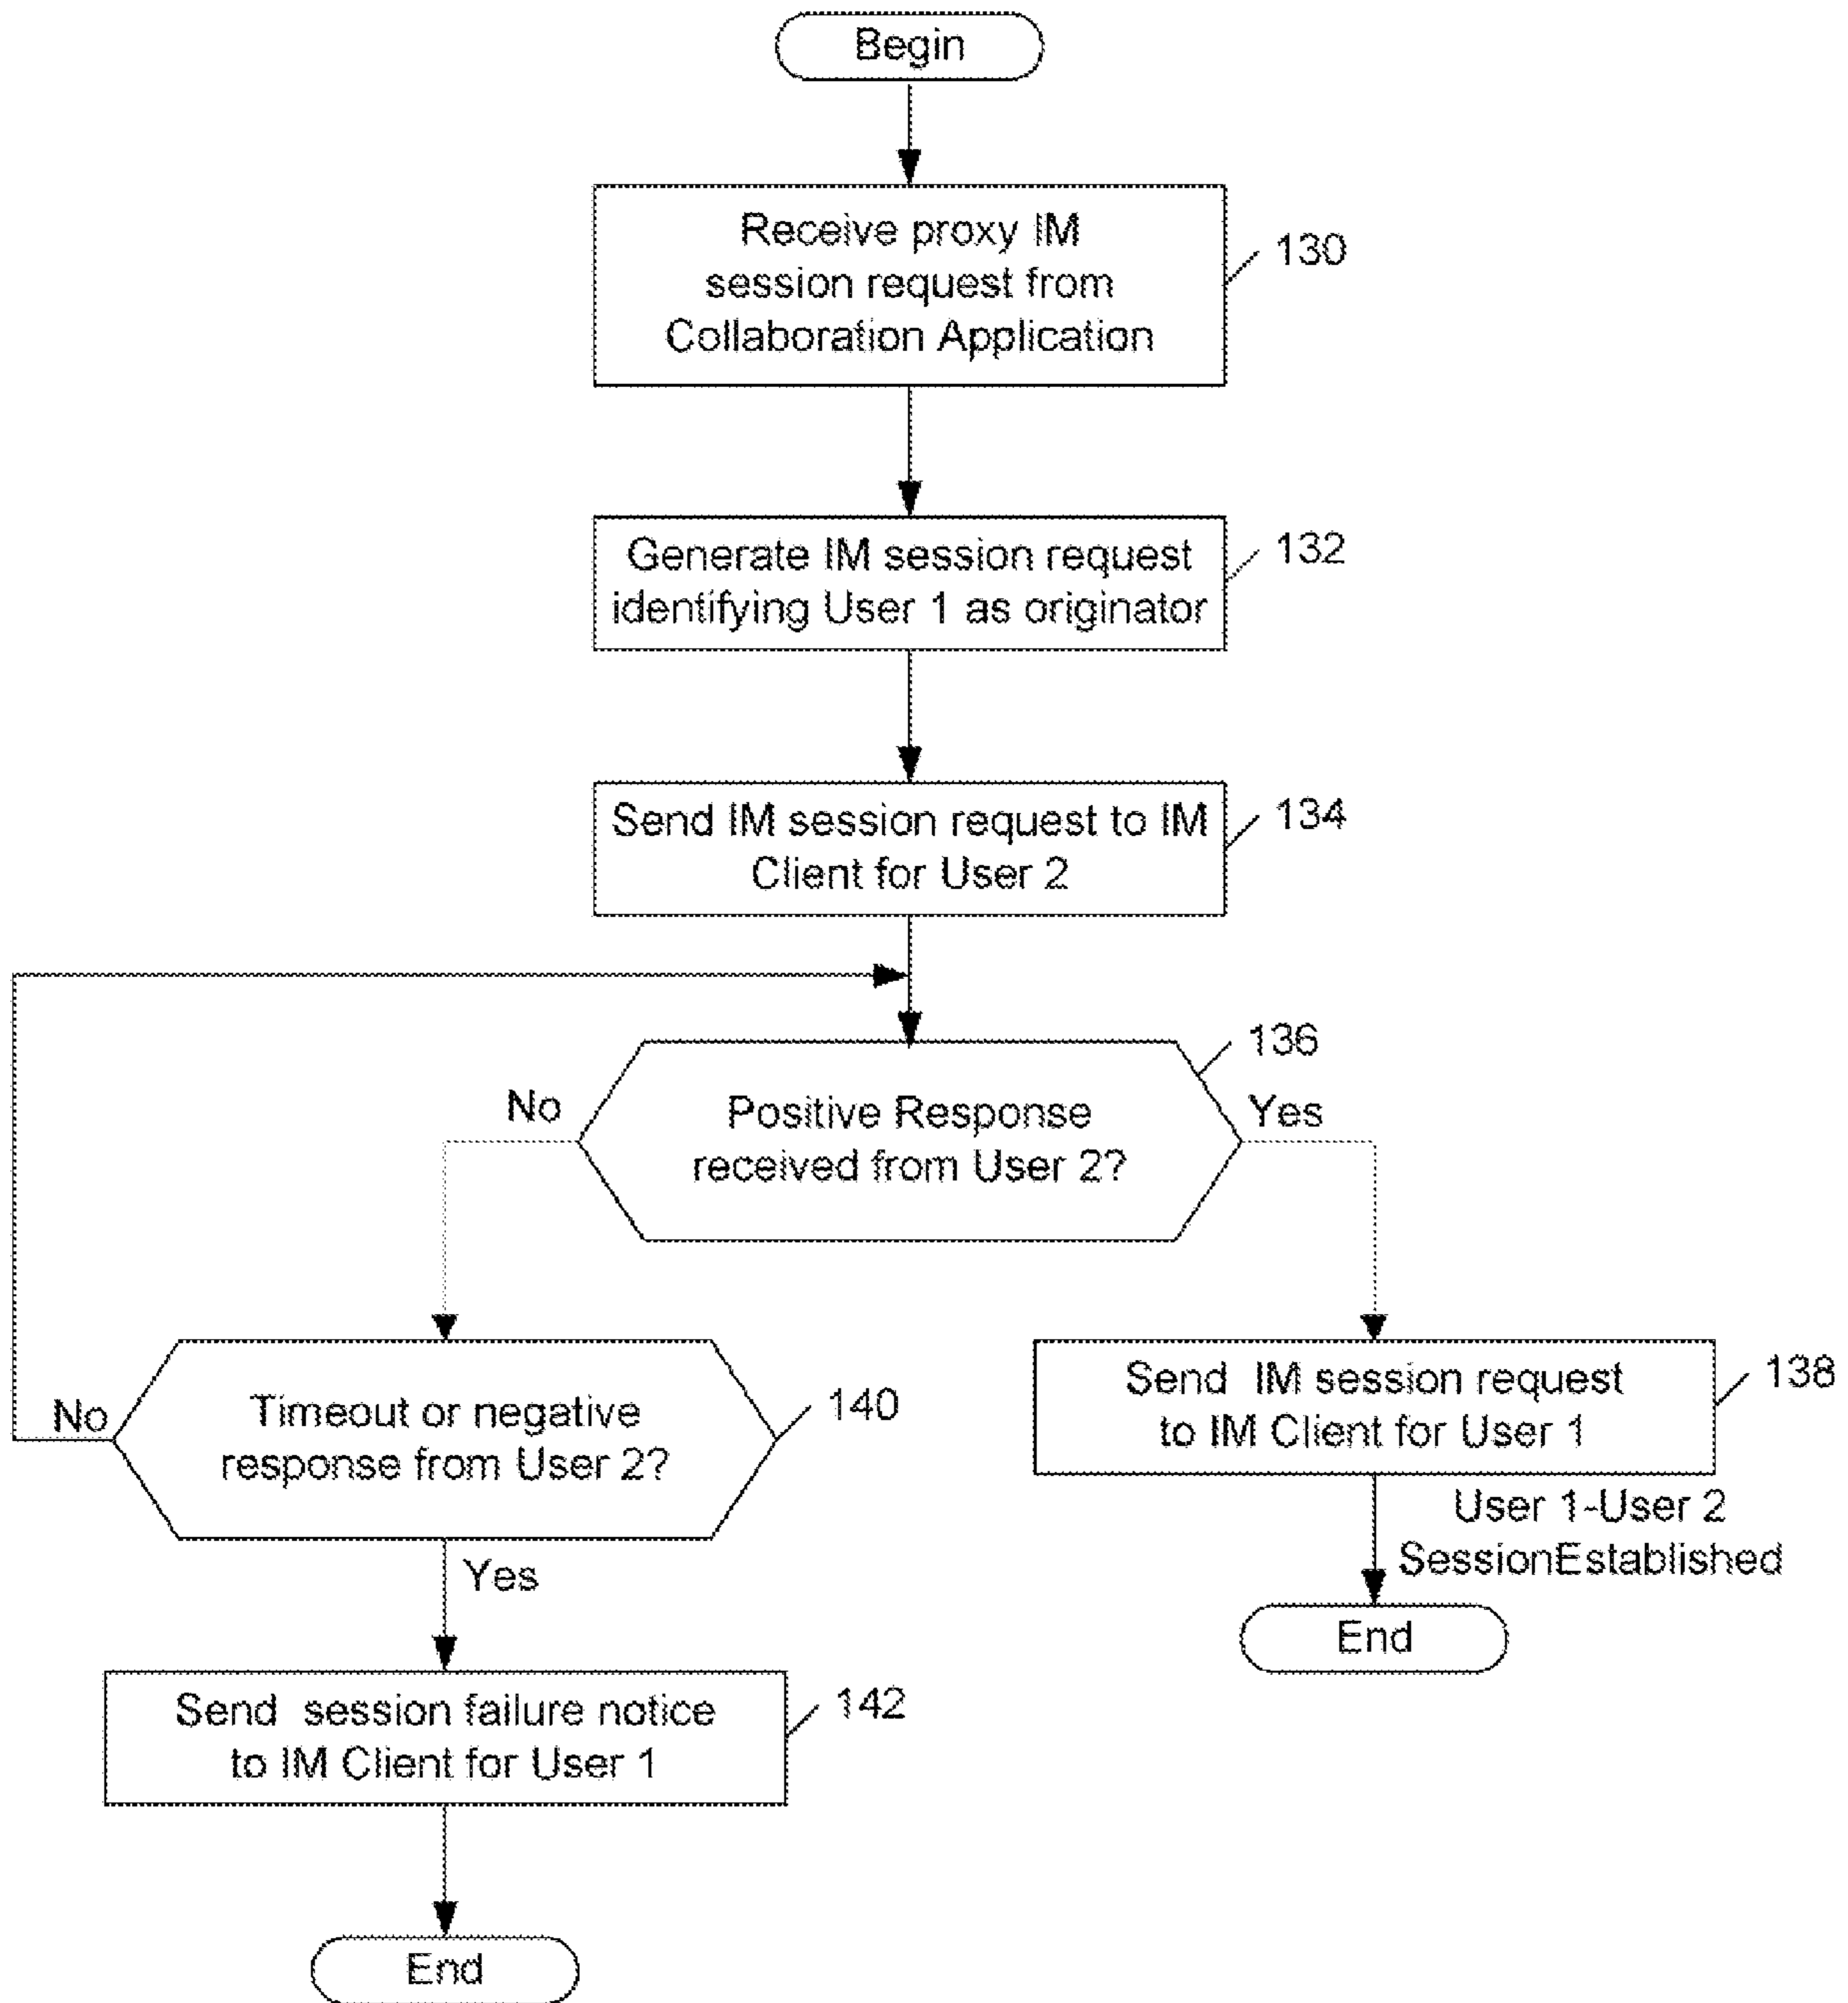 Begin
Receive proxy IM
session request from
Collaboration Application
130
Generate IM session request
identifying User 1 as originator
132
Send IM session request to IM
Client for User 2
134
136
No
Positive Response
received from User 2?
Yes
No
Timeout or negative
response from User 2?
140
Send IM session request
to IM Client for User 1
138
User 1-User 2
SessionEstablished
Yes
End
Send session failure notice
to IM Client for User 1
142
End